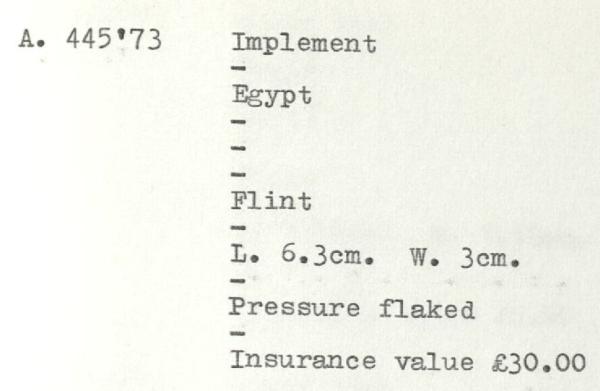 A. 445'73 Implement
-
Egypt
-
-
-
Flint
-
L. 6.3cm. W. 3cm.
-
Pressure flaked
-
Insurance value £30.00